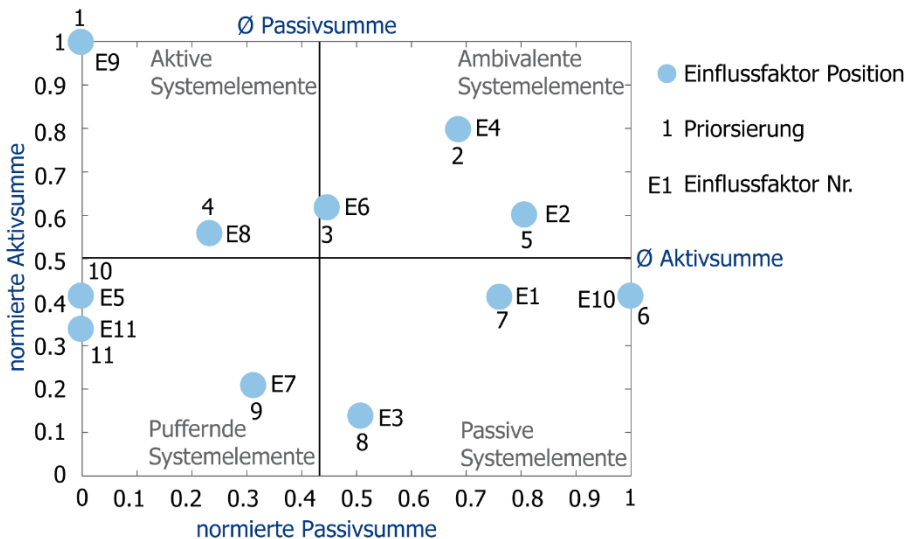 1
Ø Passivsumme
1
E9
Aktive
Systemelemente
Ambivalente
Systemelemente
Einflussfaktor Position
0.9
0.8
E4
2
1 Priorsierung
0.7
4
E6
3
E2
5
E1 Einflussfaktor Nr.
0.6
E8
0.5
Ø Aktivsumme
10
E5
0.4
E1
7
E10
6
E11
11
0.3
0.2
E7
9
E3
8
0.1
Puffernde
Systemelemente
Passive
Systemelemente
0
0 0.1 0.2 0.3 0.4 0.5 0.6 0.7 0.8 0.9 1
normierte Passivsumme
normierte Aktivsumme